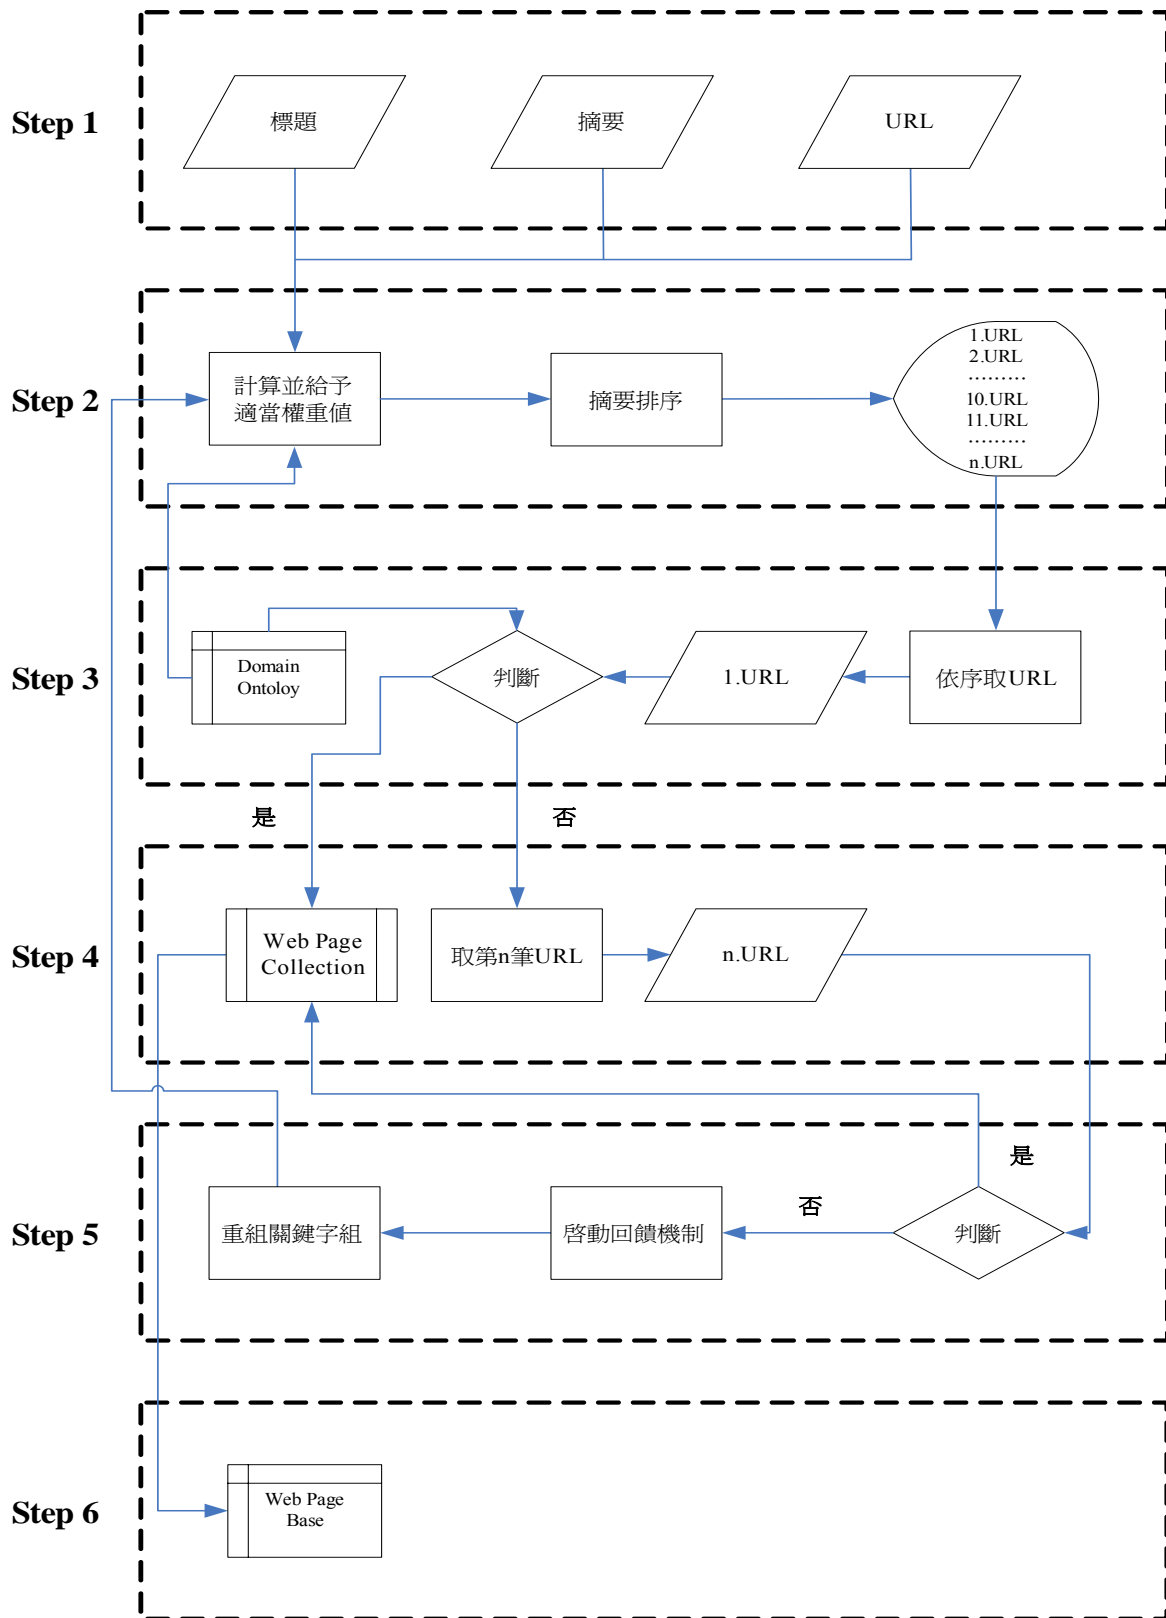 Step 1
標題
摘要
URL
Step 2
計算並給予
適當權重值
摘要排序
1.URL
2.URL
………
10.URL
11.URL
………
n.URL
Step 3
Domain
Ontoloy
判斷
1.URL
依序取URL
是
否
Step 4
Web Page
Collection
取第n筆URL
n.URL
Step 5
重組關鍵字組
啓動回饋機制
否
是
判斷
Step 6
Web Page
Base